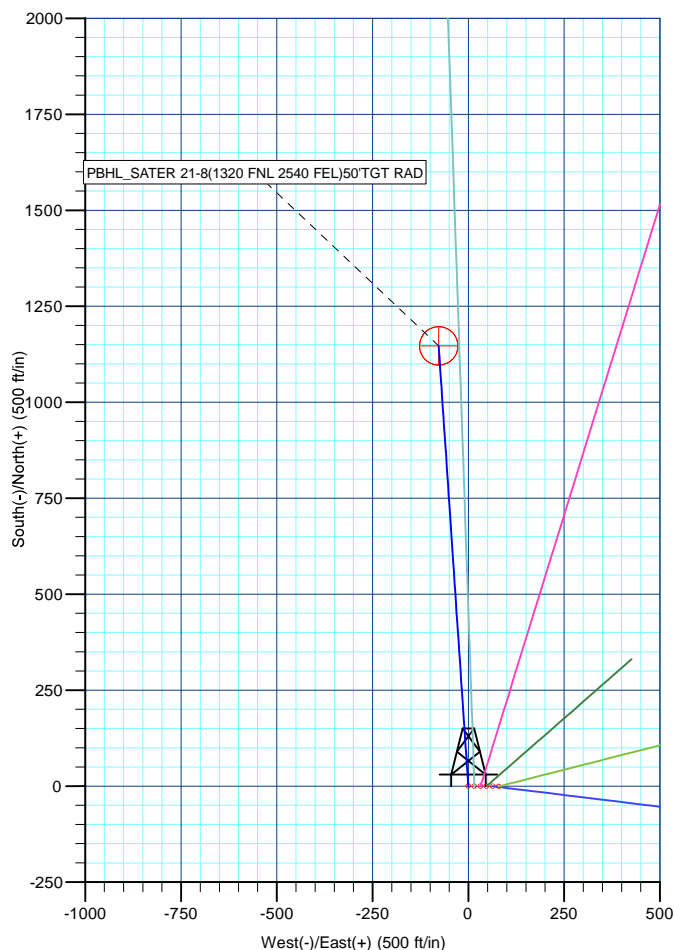 2000
1750
PBHL_SATER 21-8(1320 FNL 2540 FEL)50'TGT RAD
1500
1250
1000
750
500
250
0
-250
South(-)/North(+) (500 ft/in)
-1000 -750 -500 -250 0 250 500
West(-)/East(+) (500 ft/in)